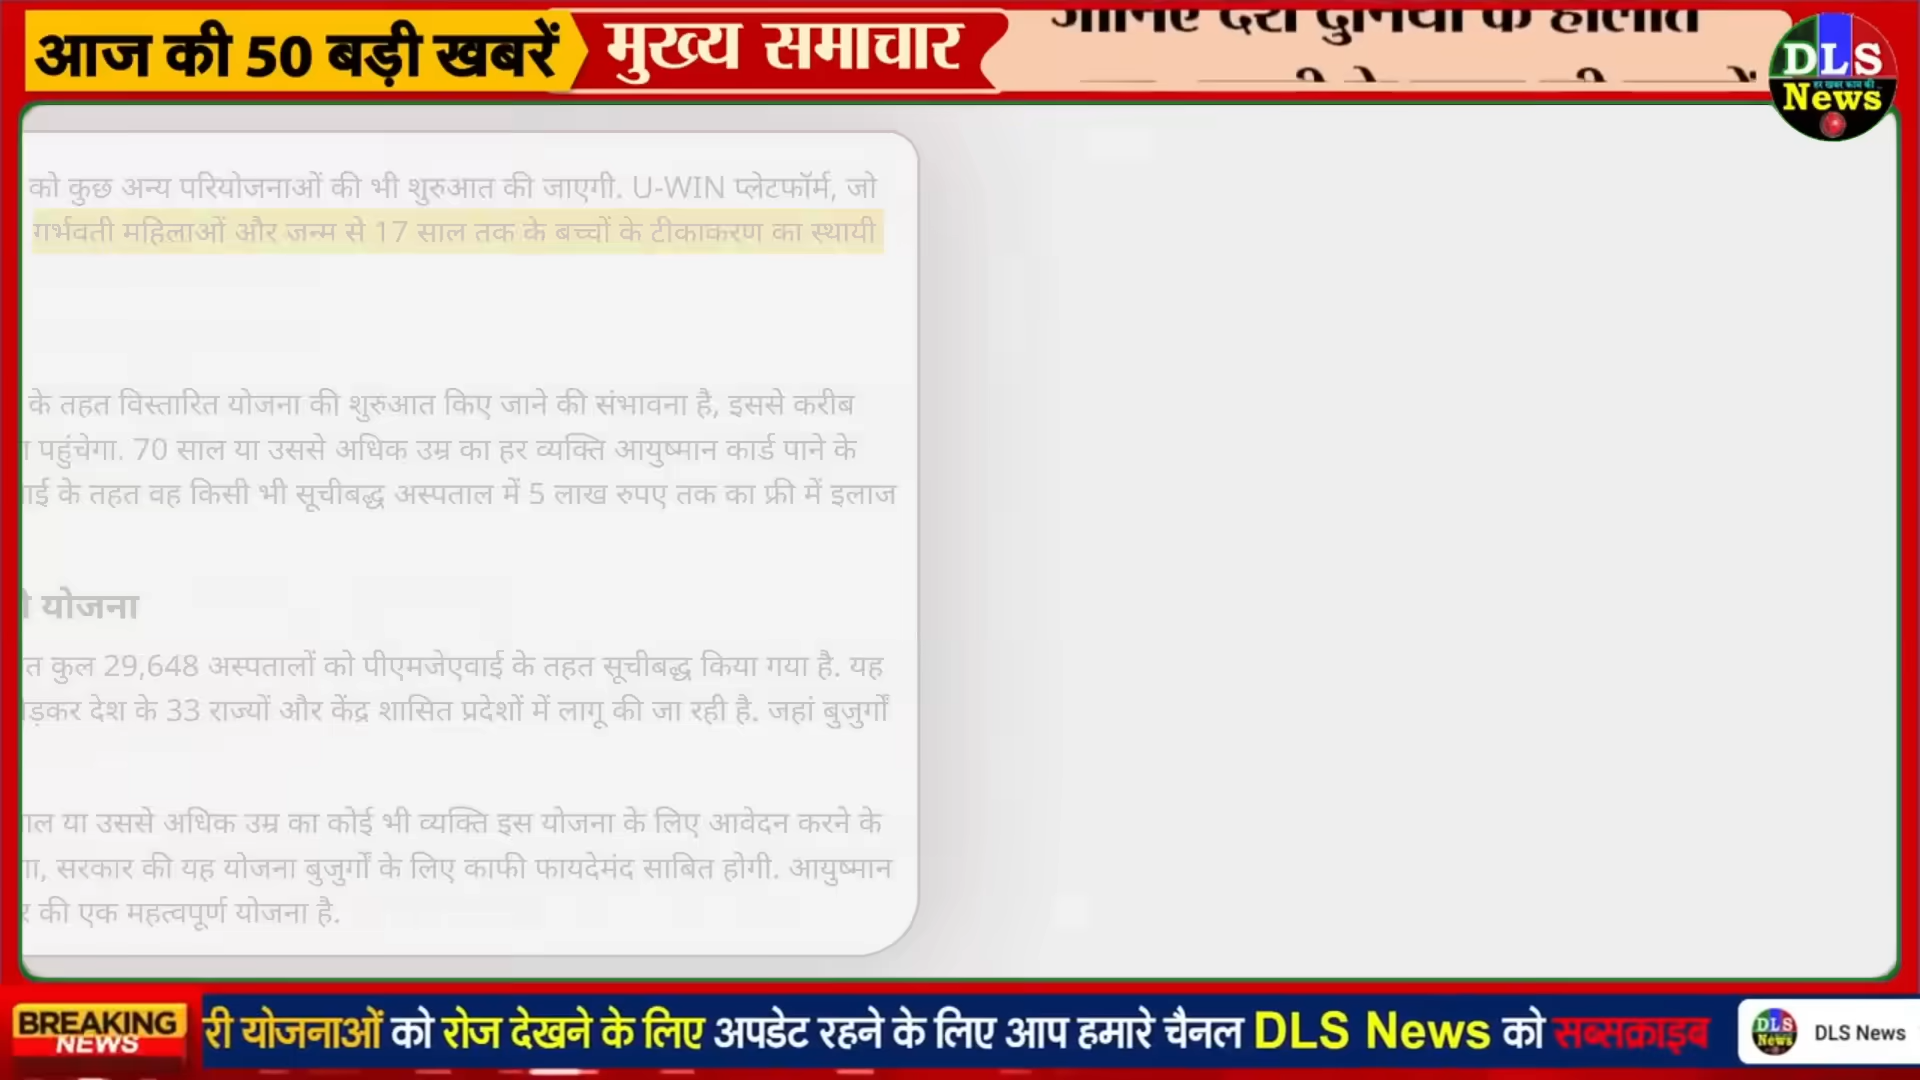 आज की 50 बड़ी खबरें
मुख्य समाचार
DLS
हर खबर काम की
News
को कुछ अन्य परियोजनाओं की भी शुरुआत की जाएगी. U-WIN प्लेटफॉर्म, जो
गर्भवती महिलाओं और जन्म से 17 साल तक के बच्चों के टीकाकरण का स्थायी
के तहत विस्तारित योजना की शुरुआत किए जाने की संभावना है, इससे करीब
पहुंचेगा. 70 साल या उससे अधिक उम्र का हर व्यक्ति आयुष्मान कार्ड पाने के
के तहत वह किसी भी सूचीबद्ध अस्पताल में 5 लाख रुपए तक का फ्री में इलाज
योजना
कुल 29,648 अस्पतालों को पीएमजेएवाई के तहत सूचीबद्ध किया गया है. यह
देश के 33 राज्यों और केंद्र शासित प्रदेशों में लागू की जा रही है. जहां बुजुर्गों
या उससे अधिक उम्र का कोई भी व्यक्ति इस योजना के लिए आवेदन करने के
सरकार की यह योजना बुजुर्गों के लिए काफी फायदेमंद साबित होगी. आयुष्मान
की एक महत्वपूर्ण योजना है.
BREAKING
NEWS
री योजनाओं को रोज देखने के लिए अपडेट रहने के लिए आप हमारे चैनल DLS News को सब्सक्राइब
DLS
News
DLS News